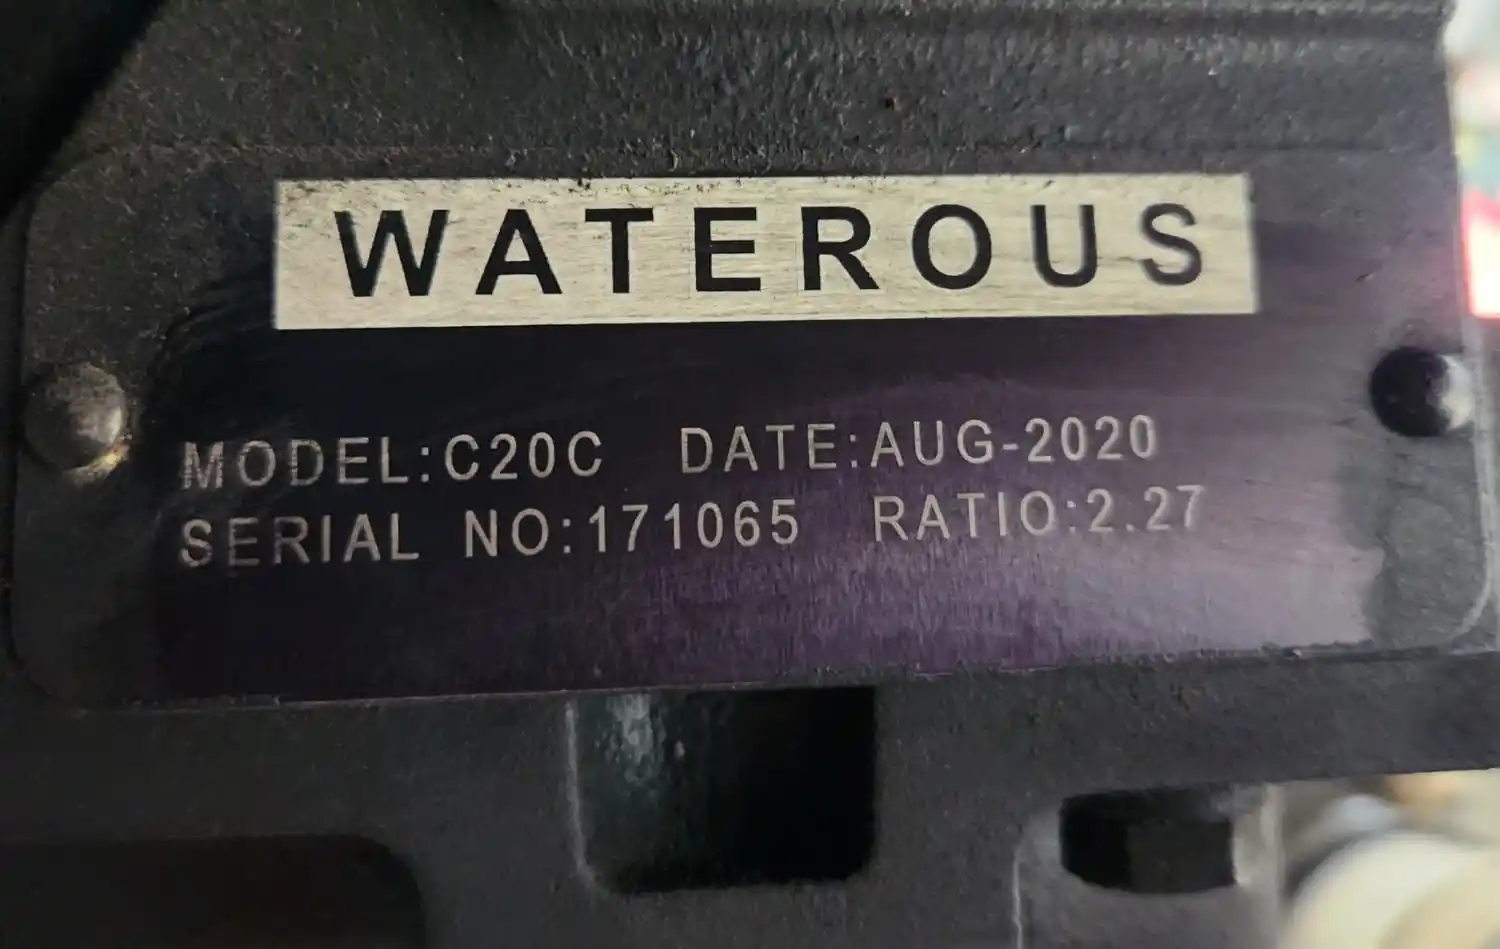 WATEROUS
MODEL:C20C DATE:AUG-2020
SERIAL NO:171065 RATIO:2.27